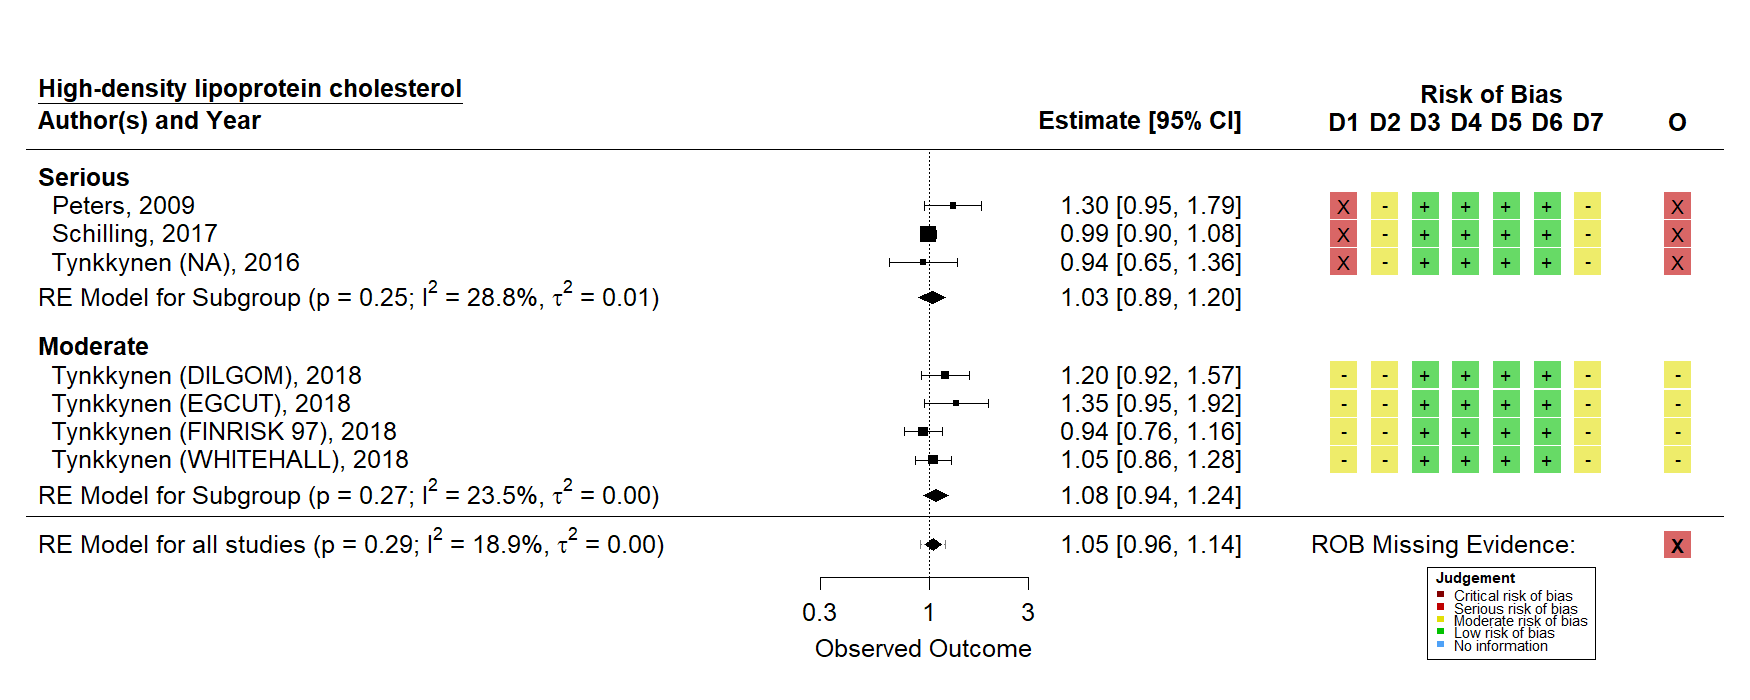 High-density lipoprotein cholesterol
Risk of Bias
Author(s) and Year Estimate [95% CI] D1 D2 D3 D4 D5 D6 D7 O
Serious
Peters, 2009 1.30 [0.95, 1.79] X - + + + + - X
Schilling, 2017 0.99 [0.90, 1.08] X - + + + + - X
Tynkkynen (NA), 2016 0.94 [0.65, 1.36] X - + + + + - X
RE Model for Subgroup (p = 0.25; I² = 28.8%, τ² = 0.01) 1.03 [0.89, 1.20]
Moderate
Tynkkynen (DILGOM), 2018 1.20 [0.92, 1.57] - - + + + + - -
Tynkkynen (EGCUT), 2018 1.35 [0.95, 1.92] - - + + + + - -
Tynkkynen (FINRISK 97), 2018 0.94 [0.76, 1.16] - - + + + + - -
Tynkkynen (WHITEHALL), 2018 1.05 [0.86, 1.28] - - + + + + - -
RE Model for Subgroup (p = 0.27; I² = 23.5%, τ² = 0.00) 1.08 [0.94, 1.24]
RE Model for all studies (p = 0.29; I² = 18.9%, τ² = 0.00) 1.05 [0.96, 1.14] ROB Missing Evidence: X
0.3 1 3
Observed Outcome
Judgement
Critical risk of bias
Serious risk of bias
Moderate risk of bias
Low risk of bias
No information